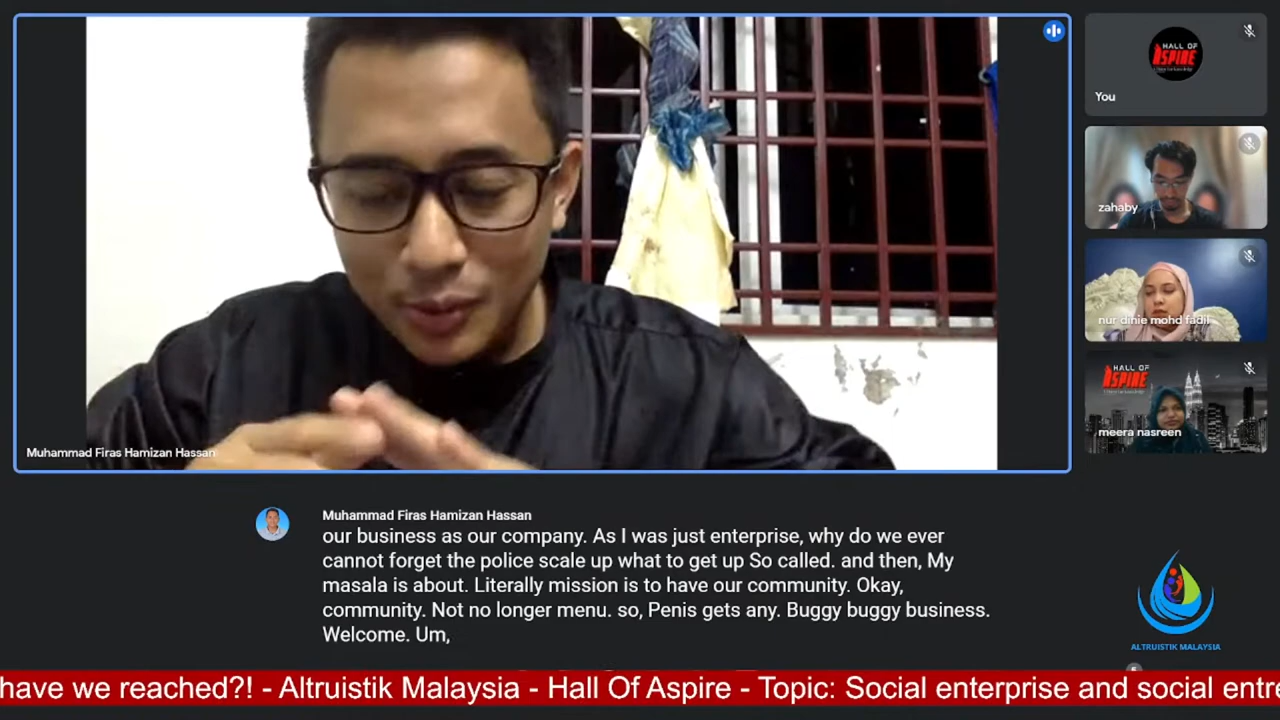 HALL OF
ASPIRE
You
zahaby
nur dinie mohd fadil
HALL OF
ASPIRE
meera nasreen
Muhammad Firas Hamizan Hassan
Muhammad Firas Hamizan Hassan
our business as our company. As I was just enterprise, why do we ever
cannot forget the police scale up what to get up So called. and then, My
masala is about. Literally mission is to have our community. Okay,
community. Not no longer menu. so, Penis gets any. Buggy buggy business.
Welcome. Um,
ALTRUISTIK MALAYSIA
have we reached?! - Altruistik Malaysia - Hall Of Aspire - Topic: Social enterprise and social entre